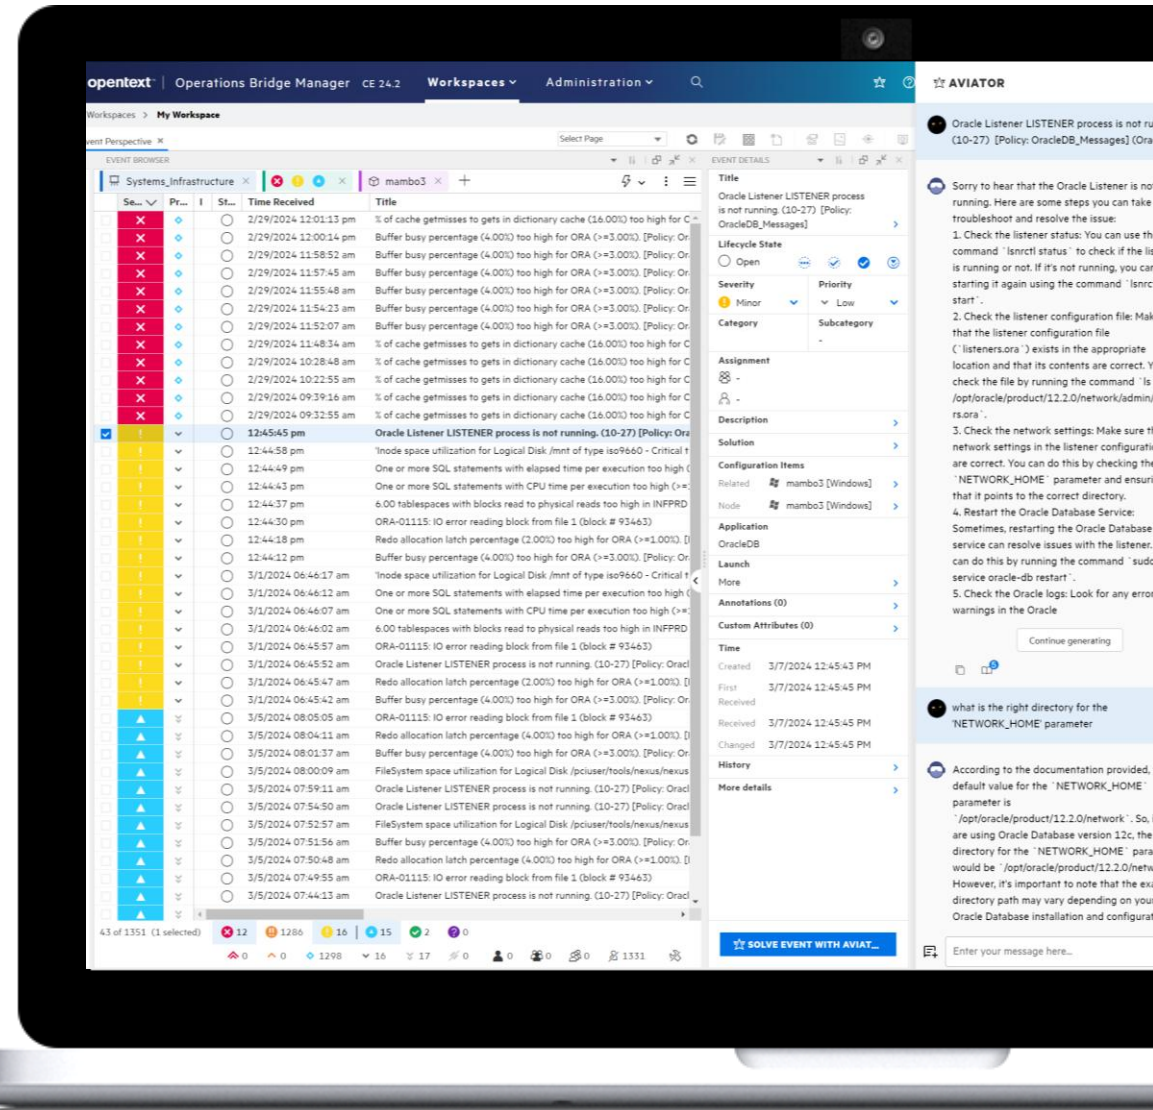 opentext™ | Operations Bridge Manager CE 24.2 Workspaces Administration
Workspaces > My Workspace
vent Perspective ×
Select Page
EVENT BROWSER
Systems_Infrastructure ×
mambo3 ×
Se... Pr... I St... Time Received Title
2/29/2024 12:01:13 pm % of cache getmisses to gets in dictionary cache (16.00%) too high for C
2/29/2024 12:00:14 pm Buffer busy percentage (4.00%) too high for ORA (>=3.00%). [Policy: Or
2/29/2024 11:58:52 am Buffer busy percentage (4.00%) too high for ORA (>=3.00%). [Policy: Or
2/29/2024 11:57:45 am Buffer busy percentage (4.00%) too high for ORA (>=3.00%). [Policy: Or
2/29/2024 11:55:48 am Buffer busy percentage (4.00%) too high for ORA (>=3.00%). [Policy: Or
2/29/2024 11:54:23 am Buffer busy percentage (4.00%) too high for ORA (>=3.00%). [Policy: Or
2/29/2024 11:52:07 am Buffer busy percentage (4.00%) too high for ORA (>=3.00%). [Policy: Or
2/29/2024 11:48:34 am % of cache getmisses to gets in dictionary cache (16.00%) too high for C
2/29/2024 10:28:48 am % of cache getmisses to gets in dictionary cache (16.00%) too high for C
2/29/2024 10:22:55 am % of cache getmisses to gets in dictionary cache (16.00%) too high for C
2/29/2024 09:39:16 am % of cache getmisses to gets in dictionary cache (16.00%) too high for C
2/29/2024 09:32:55 am % of cache getmisses to gets in dictionary cache (16.00%) too high for C
12:45:45 pm Oracle Listener LISTENER process is not running. (10-27) [Policy: Ora
12:44:58 pm 'Inode space utilization for Logical Disk /mnt of type iso9660 - Critical t
12:44:49 pm One or more SQL statements with elapsed time per execution too high (
12:44:43 pm One or more SQL statements with CPU time per execution too high (>=
12:44:37 pm 6.00 tablespaces with blocks read to physical reads too high in INFPRD
12:44:30 pm ORA-01115: IO error reading block from file 1 (block # 93463)
12:44:18 pm Redo allocation latch percentage (2.00%) too high for ORA (>=1.00%). [
12:44:12 pm Buffer busy percentage (4.00%) too high for ORA (>=3.00%). [Policy: Or
3/1/2024 06:46:17 am 'Inode space utilization for Logical Disk /mnt of type iso9660 - Critical t
3/1/2024 06:46:12 am One or more SQL statements with elapsed time per execution too high (
3/1/2024 06:46:07 am One or more SQL statements with CPU time per execution too high (>=
3/1/2024 06:46:02 am 6.00 tablespaces with blocks read to physical reads too high in INFPRD
3/1/2024 06:45:57 am ORA-01115: IO error reading block from file 1 (block # 93463)
3/1/2024 06:45:52 am Oracle Listener LISTENER process is not running. (10-27) [Policy: Oracl
3/1/2024 06:45:47 am Redo allocation latch percentage (2.00%) too high for ORA (>=1.00%). [
3/1/2024 06:45:42 am Buffer busy percentage (4.00%) too high for ORA (>=3.00%). [Policy: Or
3/5/2024 08:05:05 am ORA-01115: IO error reading block from file 1 (block # 93463)
3/5/2024 08:04:11 am Redo allocation latch percentage (4.00%) too high for ORA (>=1.00%). [
3/5/2024 08:01:37 am Buffer busy percentage (4.00%) too high for ORA (>=3.00%). [Policy: Or
3/5/2024 08:00:09 am FileSystem space utilization for Logical Disk /pciuser/tools/nexus/nexus
3/5/2024 07:59:11 am Oracle Listener LISTENER process is not running. (10-27) [Policy: Oracl
3/5/2024 07:54:50 am Oracle Listener LISTENER process is not running. (10-27) [Policy: Oracl
3/5/2024 07:52:57 am FileSystem space utilization for Logical Disk /pciuser/tools/nexus/nexus
3/5/2024 07:51:56 am Buffer busy percentage (4.00%) too high for ORA (>=3.00%). [Policy: Or
3/5/2024 07:50:48 am Redo allocation latch percentage (4.00%) too high for ORA (>=1.00%). [
3/5/2024 07:49:55 am ORA-01115: IO error reading block from file 1 (block # 93463)
3/5/2024 07:44:13 am Oracle Listener LISTENER process is not running. (10-27) [Policy: Oracl
43 of 1351 (1 selected) 12 1286 16 | 15 2 0
0 0 1298 16 17 0 0 0 0 1331
EVENT DETAILS
Title
Oracle Listener LISTENER process
is not running. (10-27) [Policy:
OracleDB_Messages]
Lifecycle State
Open
Severity Priority
Minor Low
Category Subcategory
-
Assignment
-
-
Description
Solution
Configuration Items
Related mambo3 [Windows]
Node mambo3 [Windows]
Application
OracleDB
Launch
More
Annotations (0)
Custom Attributes (0)
Time
Created 3/7/2024 12:45:43 PM
First 3/7/2024 12:45:45 PM
Received
Received 3/7/2024 12:45:45 PM
Changed 3/7/2024 12:45:45 PM
History
More details
SOLVE EVENT WITH AVIAT...
AVIATOR
Oracle Listener LISTENER process is not ru
(10-27) [Policy: OracleDB_Messages] (Ora
Sorry to hear that the Oracle Listener is no
running. Here are some steps you can take
troubleshoot and resolve the issue:
1. Check the listener status: You can use th
command `lsnrctl status` to check if the lis
is running or not. If it's not running, you can
starting it again using the command `lsnrc
start`.
2. Check the listener configuration file: Mak
that the listener configuration file
(`listeners.ora`) exists in the appropriate
location and that its contents are correct. Y
check the file by running the command `ls
/opt/oracle/product/12.2.0/network/admin/
rs.ora`.
3. Check the network settings: Make sure th
network settings in the listener configuratio
are correct. You can do this by checking the
`NETWORK_HOME` parameter and ensuri
that it points to the correct directory.
4. Restart the Oracle Database Service:
Sometimes, restarting the Oracle Database
service can resolve issues with the listener.
can do this by running the command `sudo
service oracle-db restart`.
5. Check the Oracle logs: Look for any error
warnings in the Oracle
Continue generating
5
what is the right directory for the
'NETWORK_HOME' parameter
According to the documentation provided,
default value for the `NETWORK_HOME`
parameter is
`/opt/oracle/product/12.2.0/network`. So, i
are using Oracle Database version 12c, the
directory for the `NETWORK_HOME` para
would be `/opt/oracle/product/12.2.0/netw
However, it's important to note that the exa
directory path may vary depending on your
Oracle Database installation and configurat
Enter your message here...